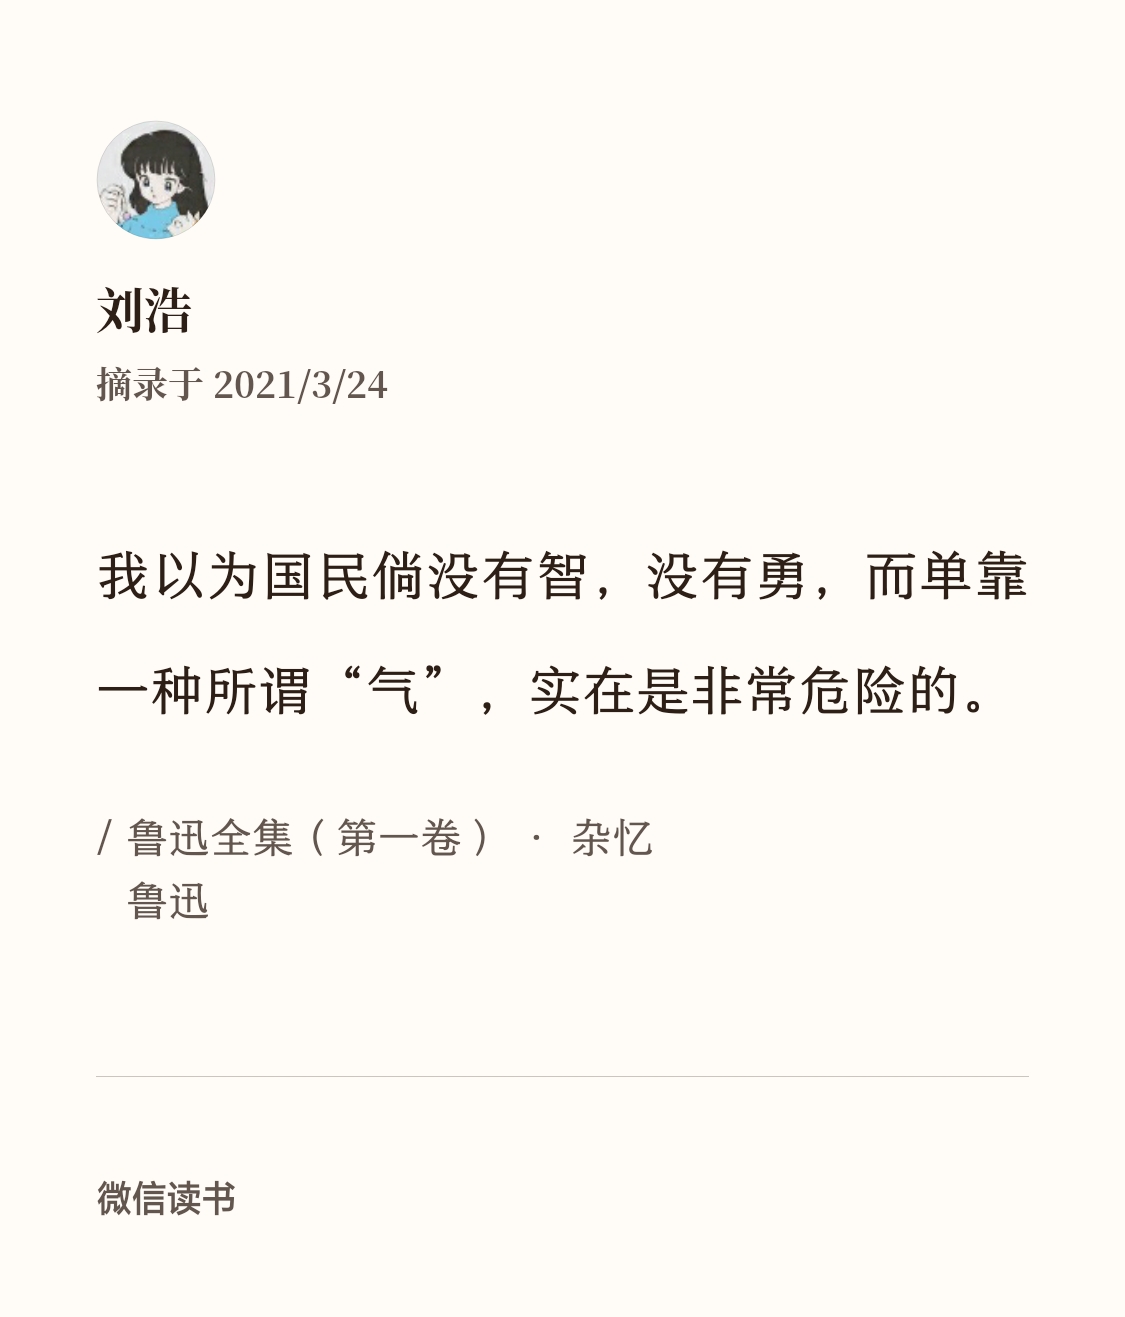 刘浩
摘录于 2021/3/24
我以为国民倘没有智，没有勇，而单靠
一种所谓“气”，实在是非常危险的。
/ 鲁迅全集（第一卷） · 杂忆
鲁迅
微信读书